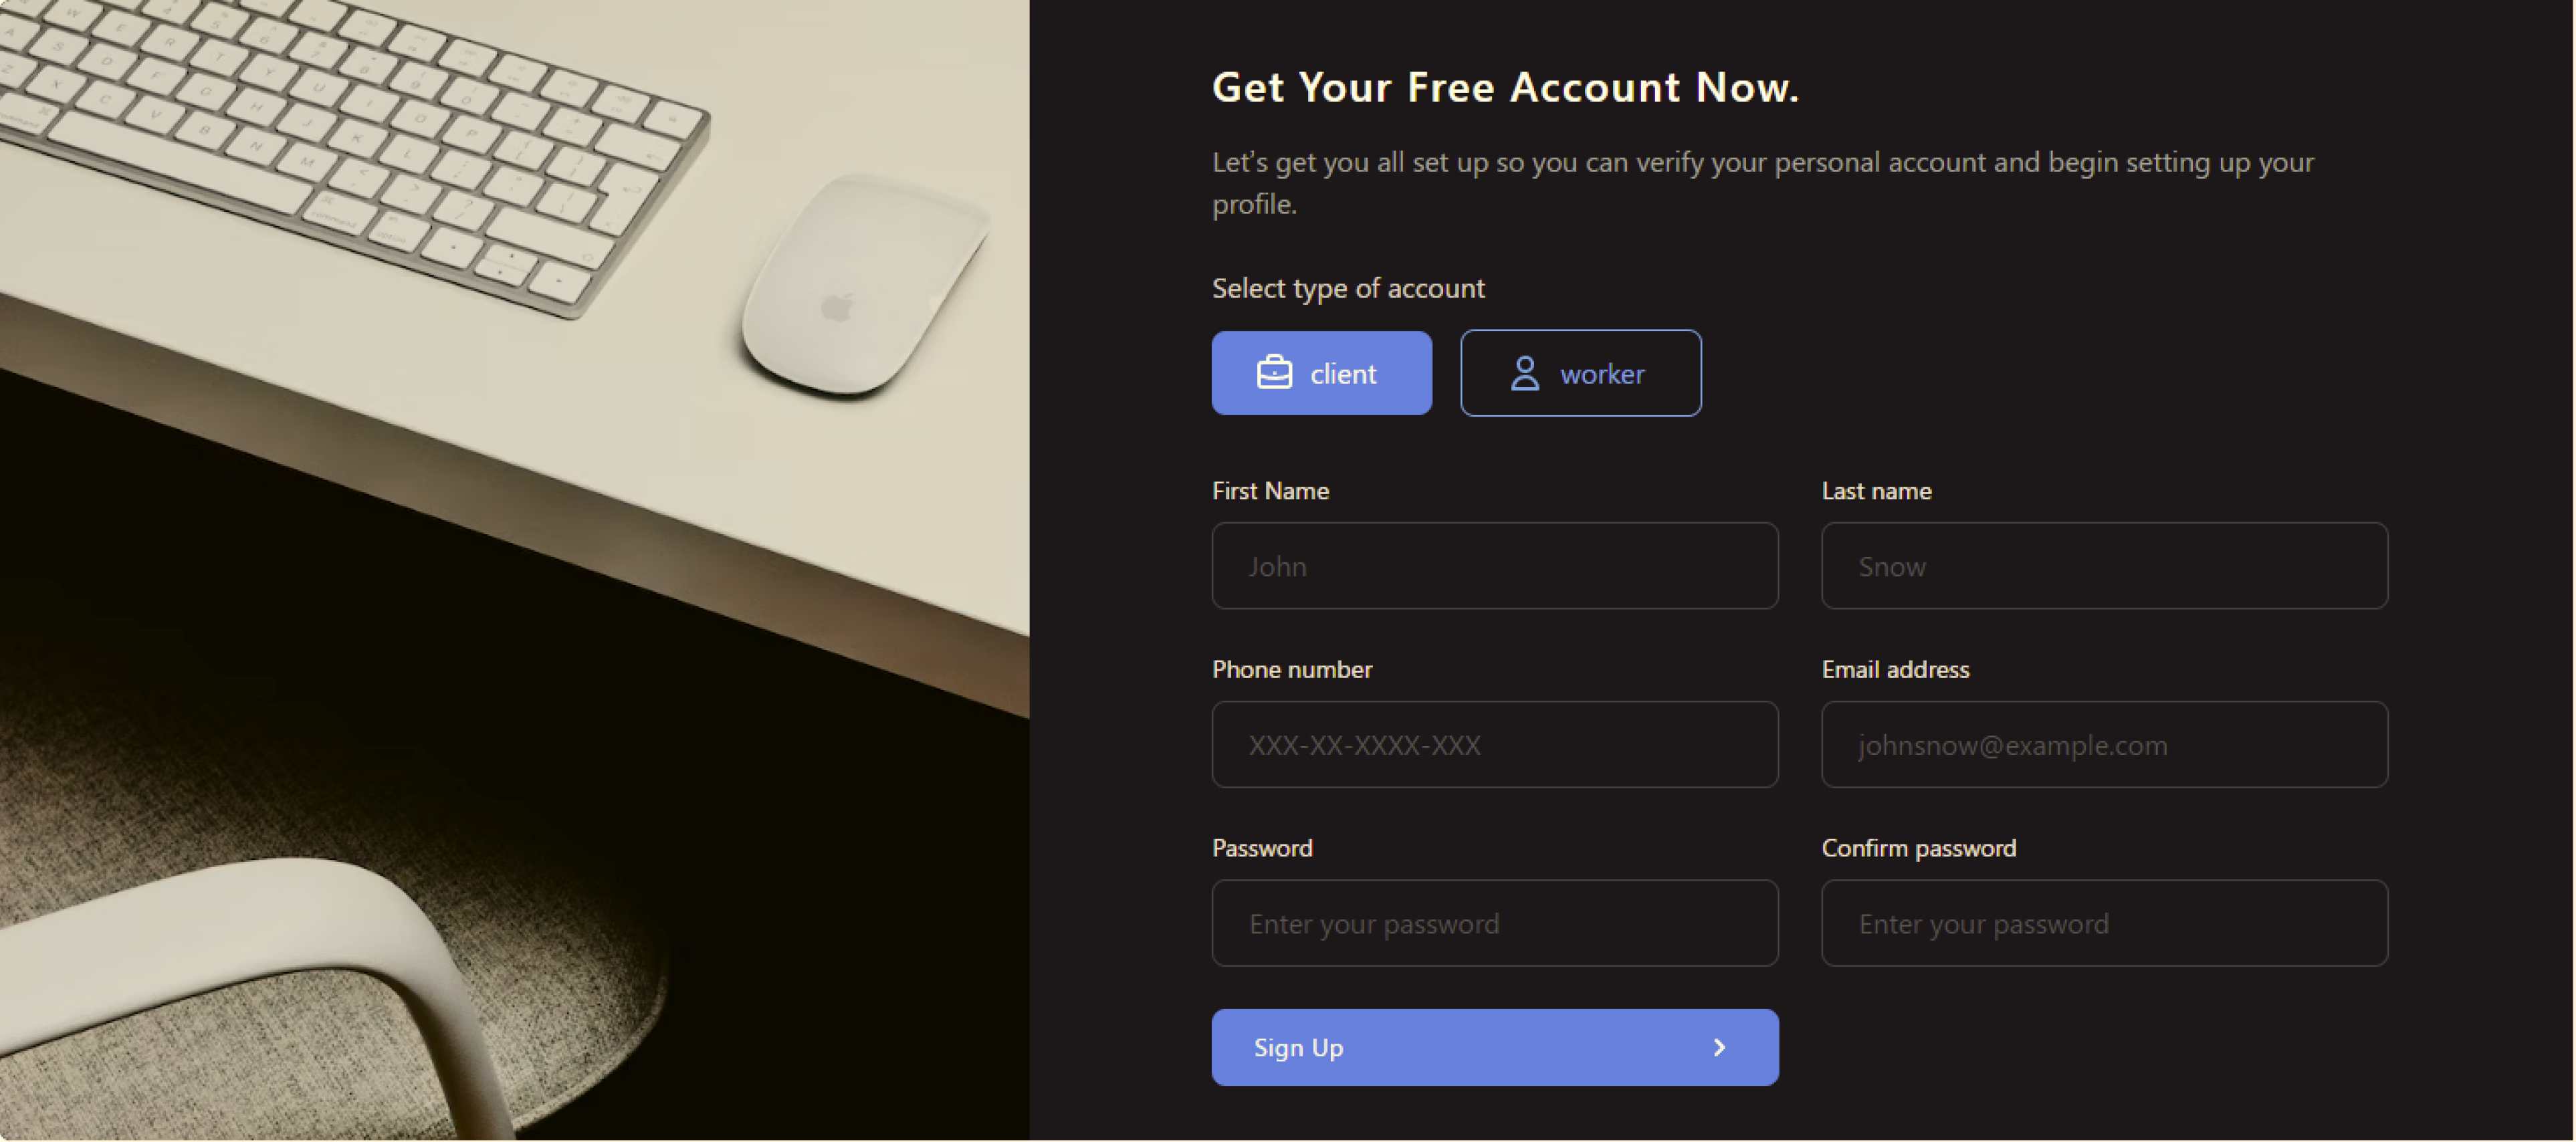 Get Your Free Account Now.
Let’s get you all set up so you can verify your personal account and begin setting up your
profile.
Select type of account
client
worker
First Name
Last name
John
Snow
Phone number
Email address
XXX-XX-XXXX-XXX
johnsnow@example.com
Password
Confirm password
Enter your password
Enter your password
Sign Up